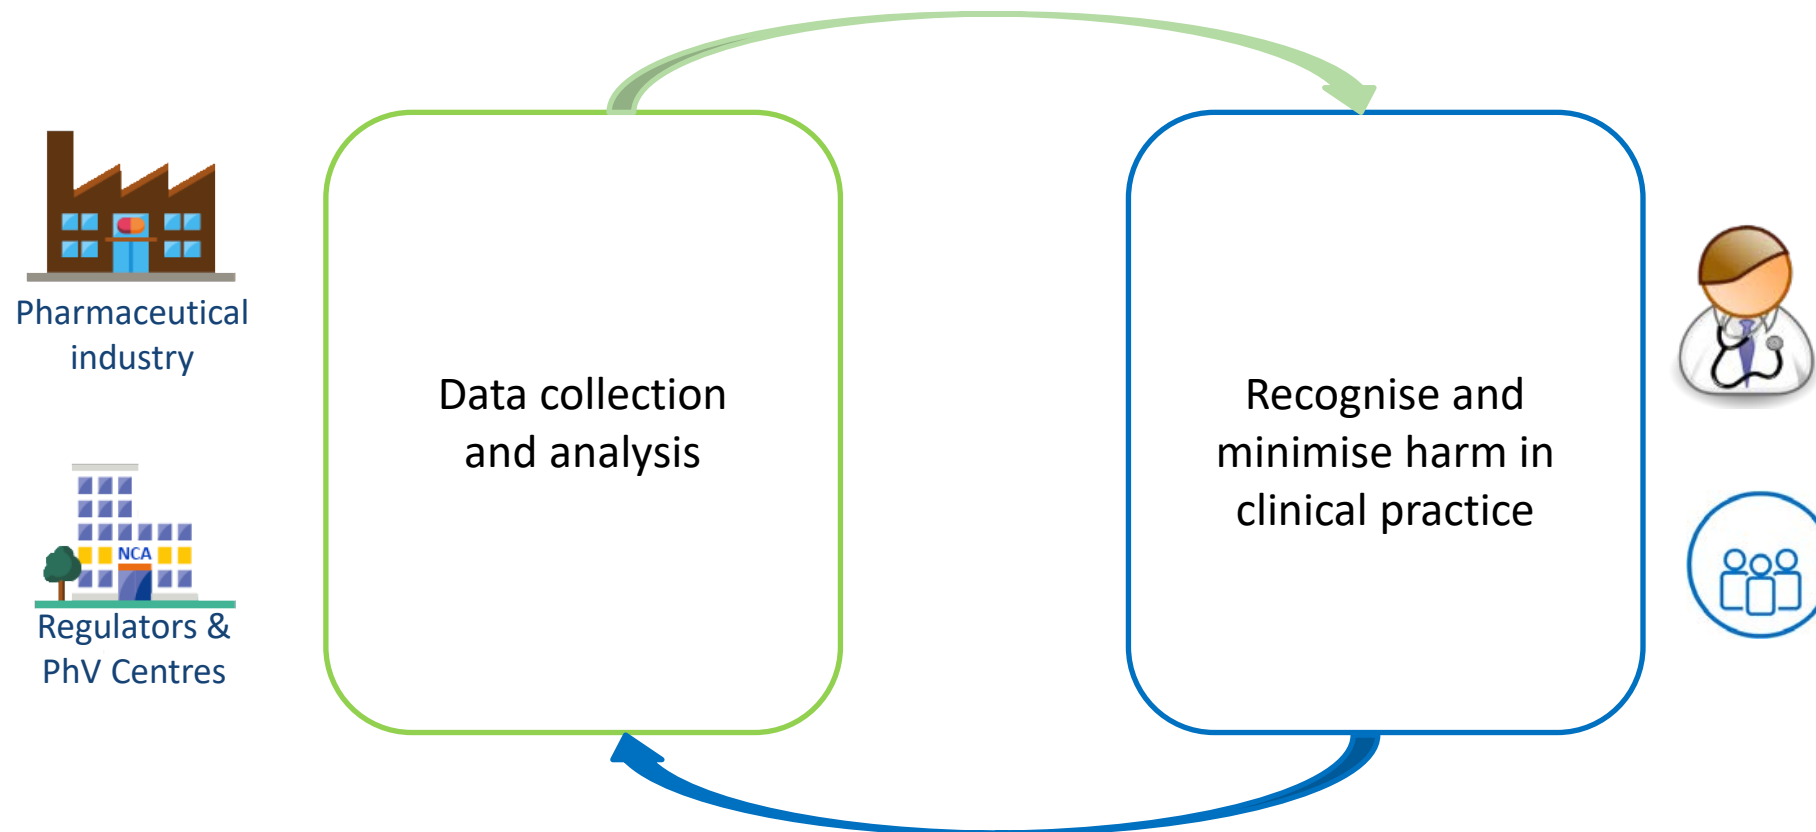 Pharmaceutical
industry
NCA
Regulators &
PhV Centres
Data collection
and analysis
Recognise and
minimise harm in
clinical practice